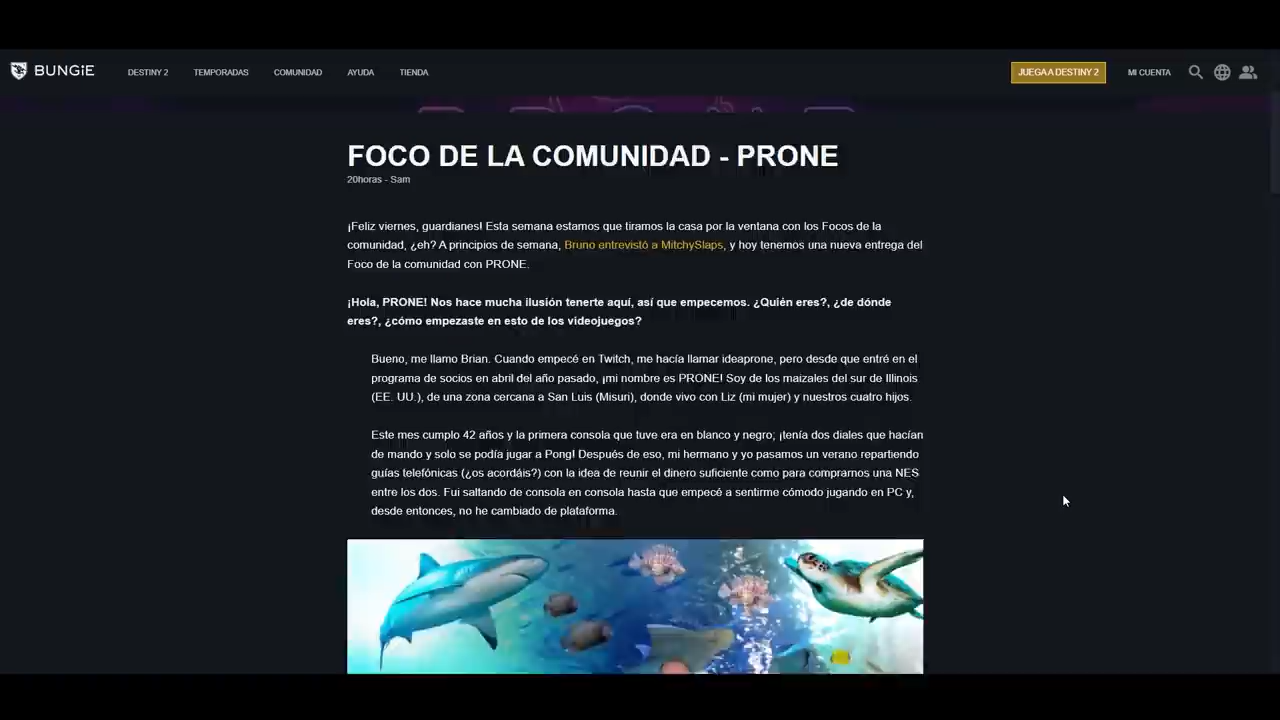 BUNGiE
DESTINY 2
TEMPORADAS
COMUNIDAD
AYUDA
TIENDA
JUEGA A DESTINY 2
MI CUENTA
FOCO DE LA COMUNIDAD - PRONE
20horas - Sam
¡Feliz viernes, guardianes! Esta semana estamos que tiramos la casa por la ventana con los Focos de la
comunidad, ¿eh? A principios de semana, Bruno entrevistó a MitchySlaps, y hoy tenemos una nueva entrega del
Foco de la comunidad con PRONE.
¡Hola, PRONE! Nos hace mucha ilusión tenerte aquí, así que empecemos. ¿Quién eres?, ¿de dónde
eres?, ¿cómo empezaste en esto de los videojuegos?
Bueno, me llamo Brian. Cuando empecé en Twitch, me hacía llamar ideaprone, pero desde que entré en el
programa de socios en abril del año pasado, ¡mi nombre es PRONE! Soy de los maizales del sur de Illinois
(EE. UU.), de una zona cercana a San Luis (Misuri), donde vivo con Liz (mi mujer) y nuestros cuatro hijos.
Este mes cumplo 42 años y la primera consola que tuve era en blanco y negro; ¡tenía dos diales que hacían
de mando y solo se podía jugar a Pong! Después de eso, mi hermano y yo pasamos un verano repartiendo
guías telefónicas (¿os acordáis?) con la idea de reunir el dinero suficiente como para comprarnos una NES
entre los dos. Fui saltando de consola en consola hasta que empecé a sentirme cómodo jugando en PC y,
desde entonces, no he cambiado de plataforma.